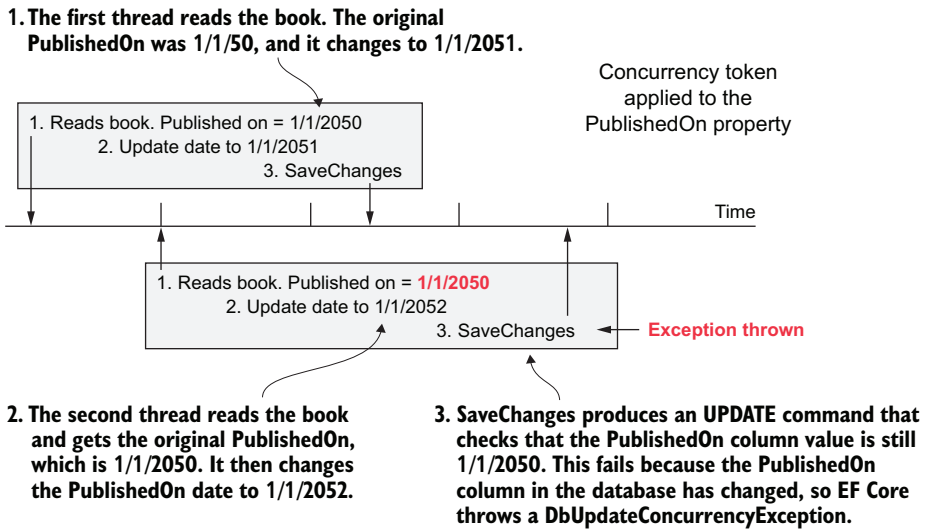 1. The first thread reads the book. The original
PublishedOn was 1/1/50, and it changes to 1/1/2051.
Concurrency token
applied to the
PublishedOn property
1. Reads book. Published on = 1/1/2050
2. Update date to 1/1/2051
3. SaveChanges
Time
1. Reads book. Published on = 1/1/2050
2. Update date to 1/1/2052
3. SaveChanges
Exception thrown
2. The second thread reads the book
and gets the original PublishedOn,
which is 1/1/2050. It then changes
the PublishedOn date to 1/1/2052.
3. SaveChanges produces an UPDATE command that
checks that the PublishedOn column value is still
1/1/2050. This fails because the PublishedOn
column in the database has changed, so EF Core
throws a DbUpdateConcurrencyException.